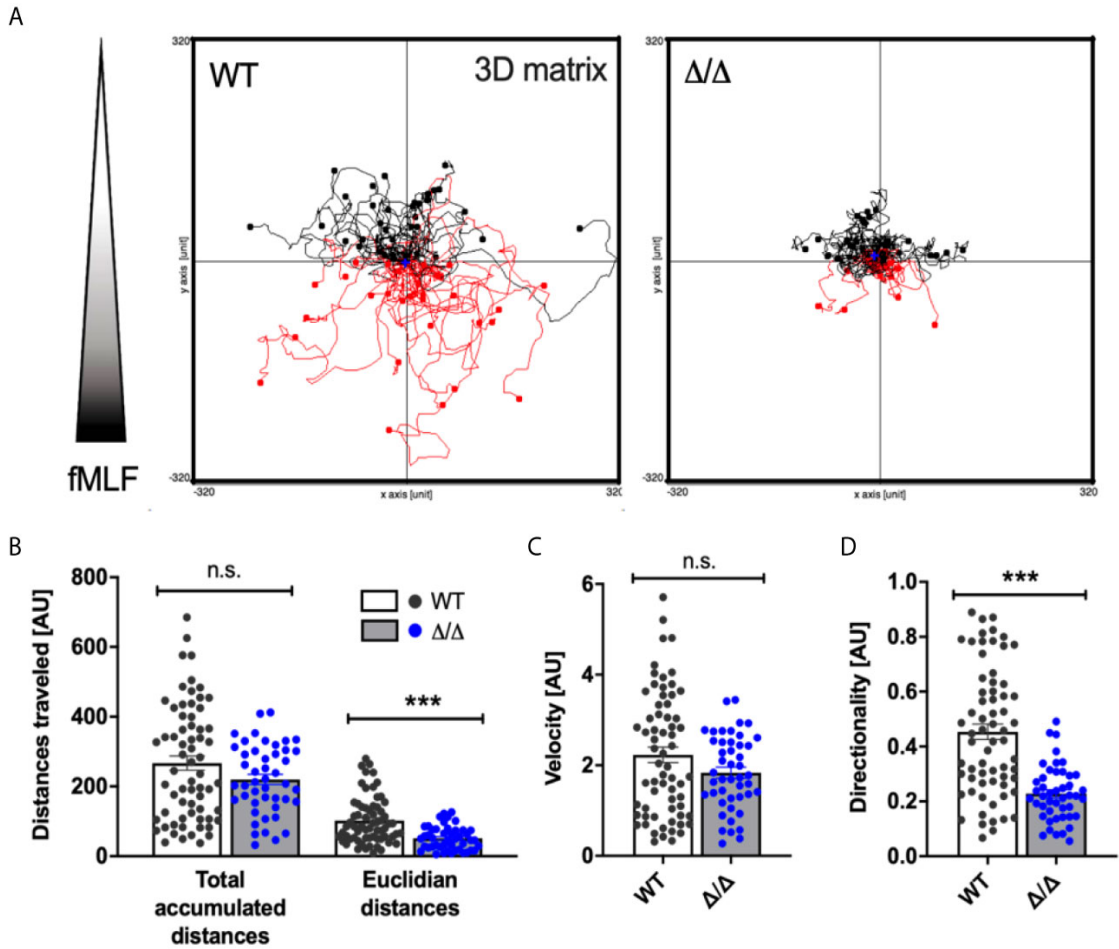 A
320
WT
3D matrix
y axis [unit]
-320
-320
x axis [unit]
320
fMLF
320
Δ/Δ
y axis [unit]
-320
-320
x axis [unit]
320
B
Distances traveled [AU]
800
600
400
200
0
n.s.
***
WT
Δ/Δ
Total
accumulated
distances
Euclidian
distances
C
Velocity [AU]
6
4
2
0
n.s.
WT
Δ/Δ
D
Directionality [AU]
1.0
0.8
0.6
0.4
0.2
0.0
***
WT
Δ/Δ